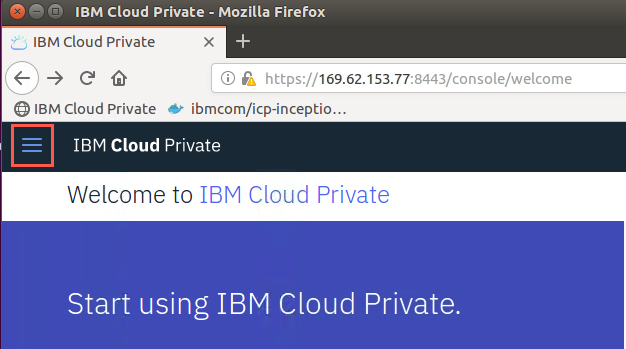 IBM Cloud Private - Mozilla Firefox
IBM Cloud Private
https://169.62.153.77:8443/console/welcome
IBM Cloud Private ibmcom/icp-inceptio…
IBM Cloud Private
Welcome to IBM Cloud Private
Start using IBM Cloud Private.